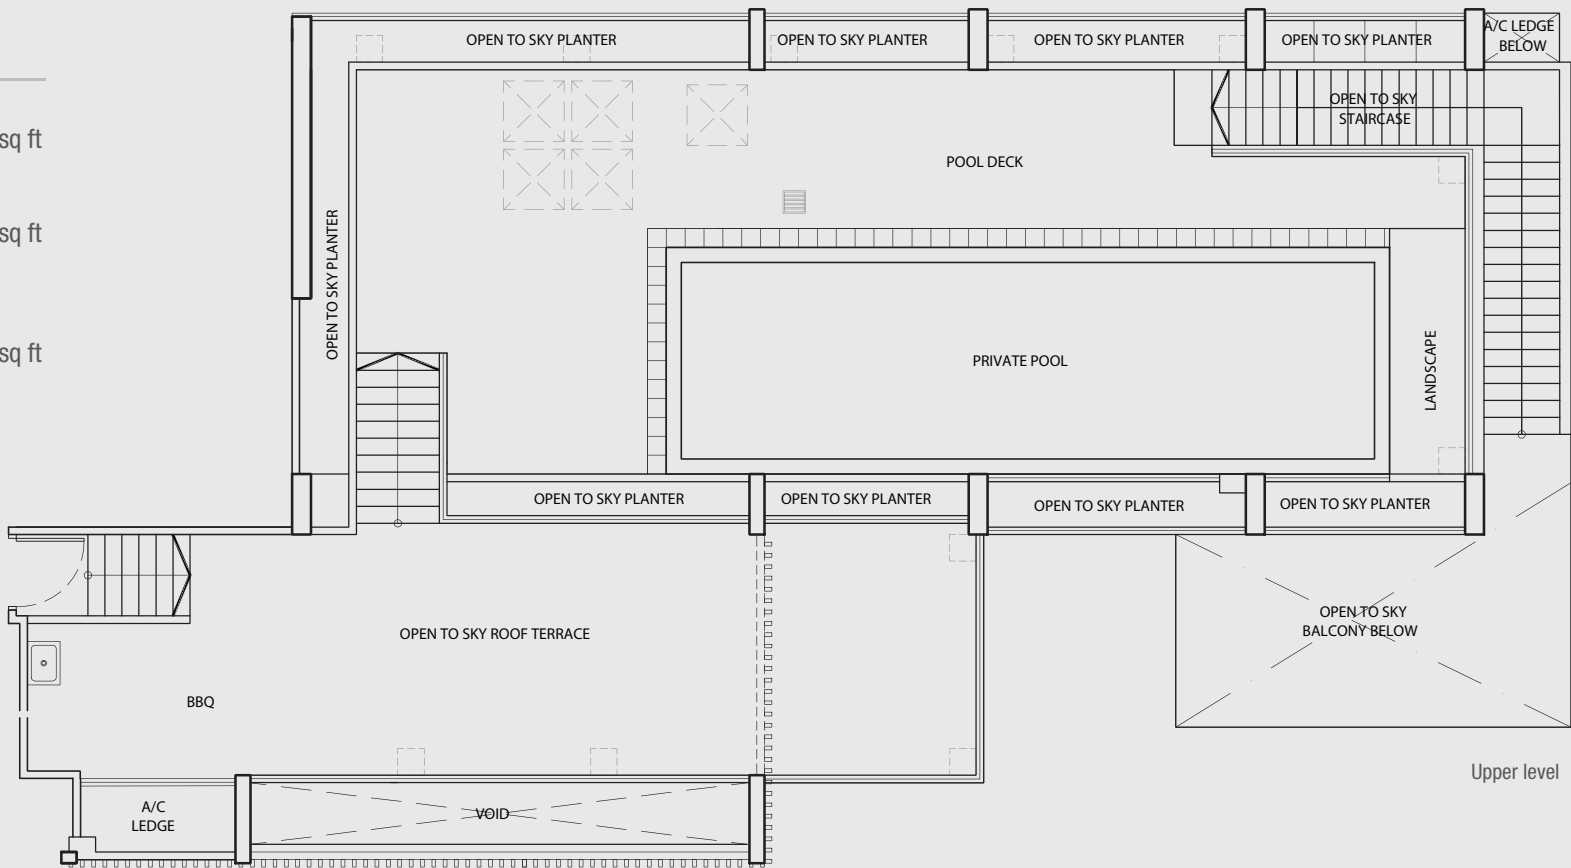 OPEN TO SKY PLANTER
OPEN TO SKY PLANTER
OPEN TO SKY PLANTER
OPEN TO SKY PLANTER
A/C LEDGE
BELOW
sq ft
sq ft
sq ft
OPEN TO SKY
STAIRCASE
POOL DECK
OPEN TO SKY PLANTER
PRIVATE POOL
LANDSCAPE
OPEN TO SKY PLANTER
OPEN TO SKY PLANTER
OPEN TO SKY PLANTER
OPEN TO SKY PLANTER
OPEN TO SKY
BALCONY BELOW
OPEN TO SKY ROOF TERRACE
BBQ
Upper level
A/C
LEDGE
VOID